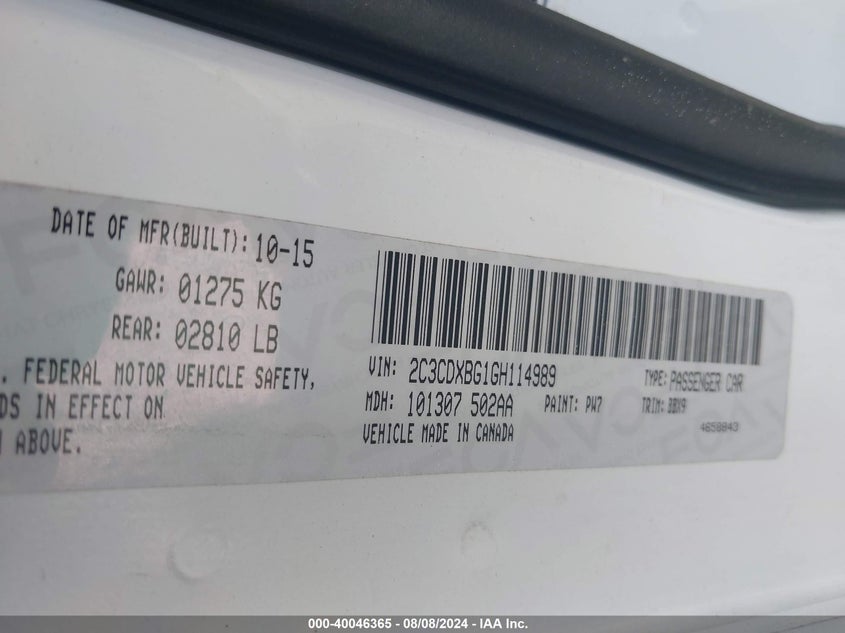 DATE OF MFR(BUILT): 10-15
GAWR: 01275 KG
REAR: 02810 LB
. FEDERAL MOTOR VEHICLE SAFETY,
DS IN EFFECT ON
ABOVE.
VIN: 2C3CDXBG1GH114989
TYPE: PASSENGER CAR
MDH: 101307 502AA
PAINT: PW7
TRIM: BBX9
VEHICLE MADE IN CANADA
4658843
000-40046365 - 08/08/2024 - IAA Inc.